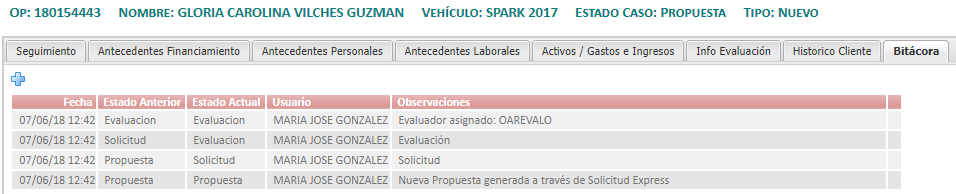 OP: 180154443 NOMBRE: GLORIA CAROLINA VILCHES GUZMAN VEHÍCULO: SPARK 2017 ESTADO CASO: PROPUESTA TIPO: NUEVO
Seguimiento Antecedentes Financiamiento Antecedentes Personales Antecedentes Laborales Activos / Gastos e Ingresos Info Evaluación Historico Cliente Bitácora
Fecha Estado Anterior Estado Actual Usuario Observaciones
07/06/18 12:42 Evaluacion Evaluacion MARIA JOSE GONZALEZ Evaluador asignado: OAREVALO
07/06/18 12:42 Solicitud Evaluacion MARIA JOSE GONZALEZ Evaluación
07/06/18 12:42 Propuesta Solicitud MARIA JOSE GONZALEZ Solicitud
07/06/18 12:42 Propuesta Propuesta MARIA JOSE GONZALEZ Nueva Propuesta generada a través de Solicitud Express